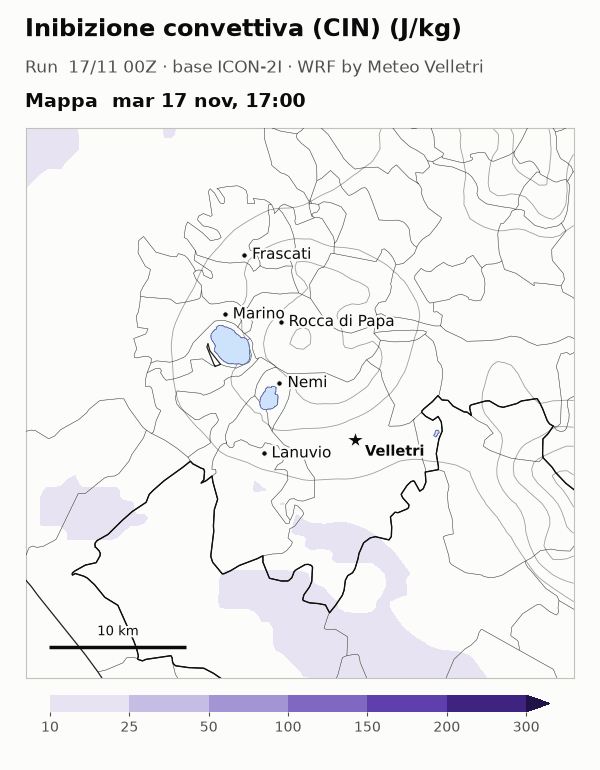 Inibizione convettiva (CIN) (J/kg)
Run  17/11 00Z · base ICON-2I · WRF by Meteo Velletri
Mappa  mar 17 nov, 17:00
Frascati
Marino
Rocca di Papa
Nemi
Velletri
Lanuvio
10 km
10 25 50 100 150 200 300